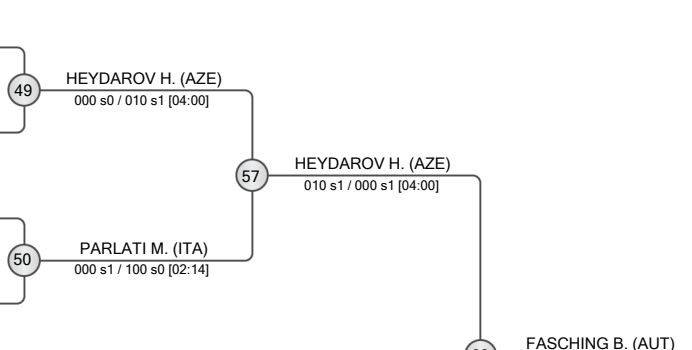 HEYDAROV H. (AZE)
49
000 s0 / 010 s1 [04:00]
HEYDAROV H. (AZE)
57
010 s1 / 000 s1 [04:00]
PARLATI M. (ITA)
50
000 s1 / 100 s0 [02:14]
FASCHING B. (AUT)